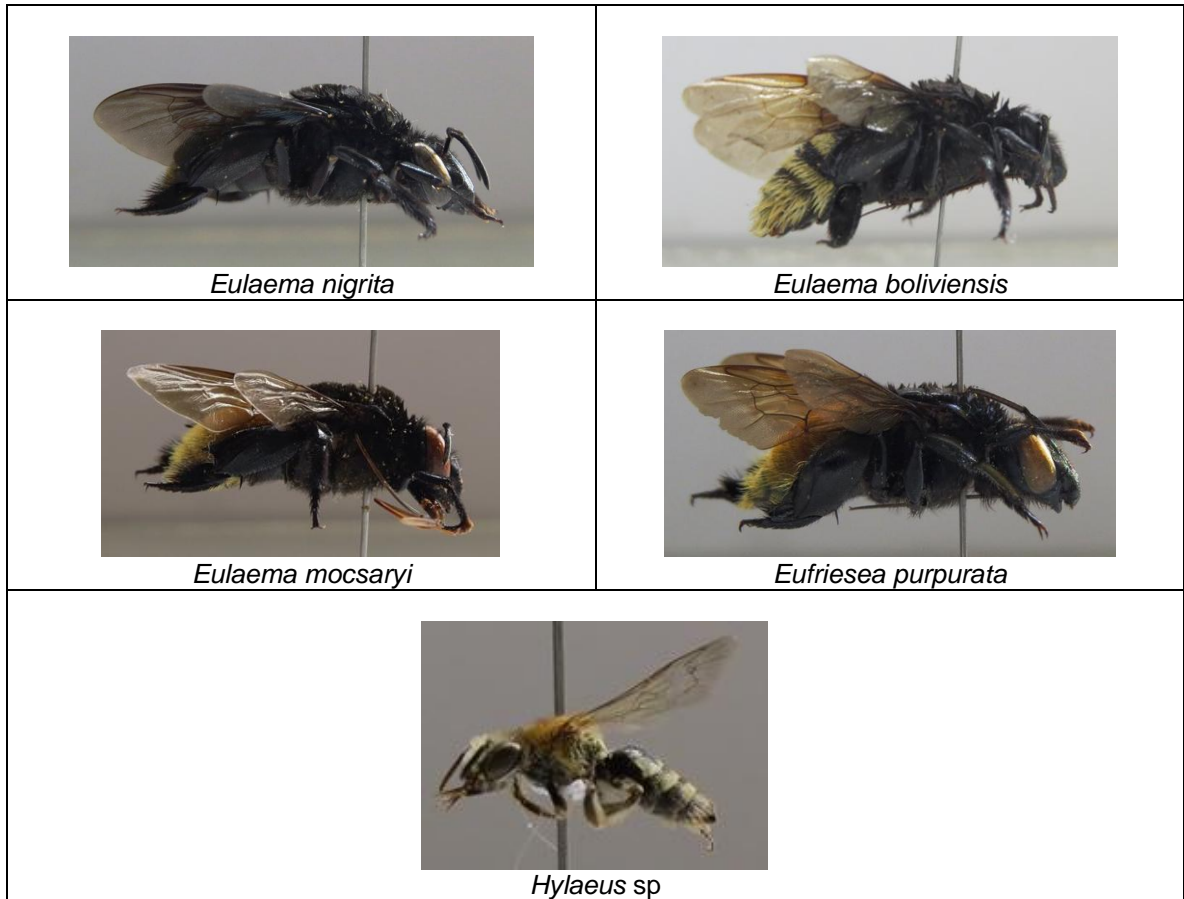 Eulaema nigrita
Eulaema boliviensis
Eulaema mocsaryi
Eufriesea purpurata
Hylaeus sp